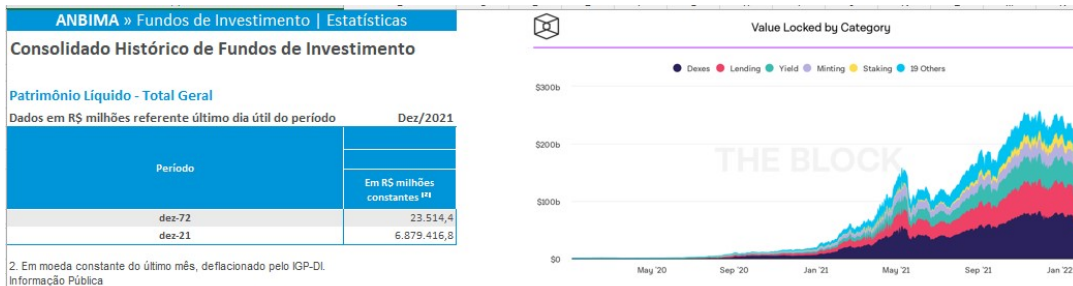 ANBIMA » Fundos de Investimento | Estatísticas
Consolidado Histórico de Fundos de Investimento
Patrimônio Líquido - Total Geral
Dados em R$ milhões referente último dia útil do período Dez/2021
Período
Em R$ milhões
constantes [2]
dez-72 23.514,4
dez-21 6.879.416,8
2. Em moeda constante do último mês, deflacionado pelo IGP-DI.
Informação Pública
Value Locked by Category
Dexes Lending Yield Minting Staking 19 Others
$300b
$200b
THE BLOCK
$100b
$0
May '20 Sep '20 Jan '21 May '21 Sep '21 Jan '22